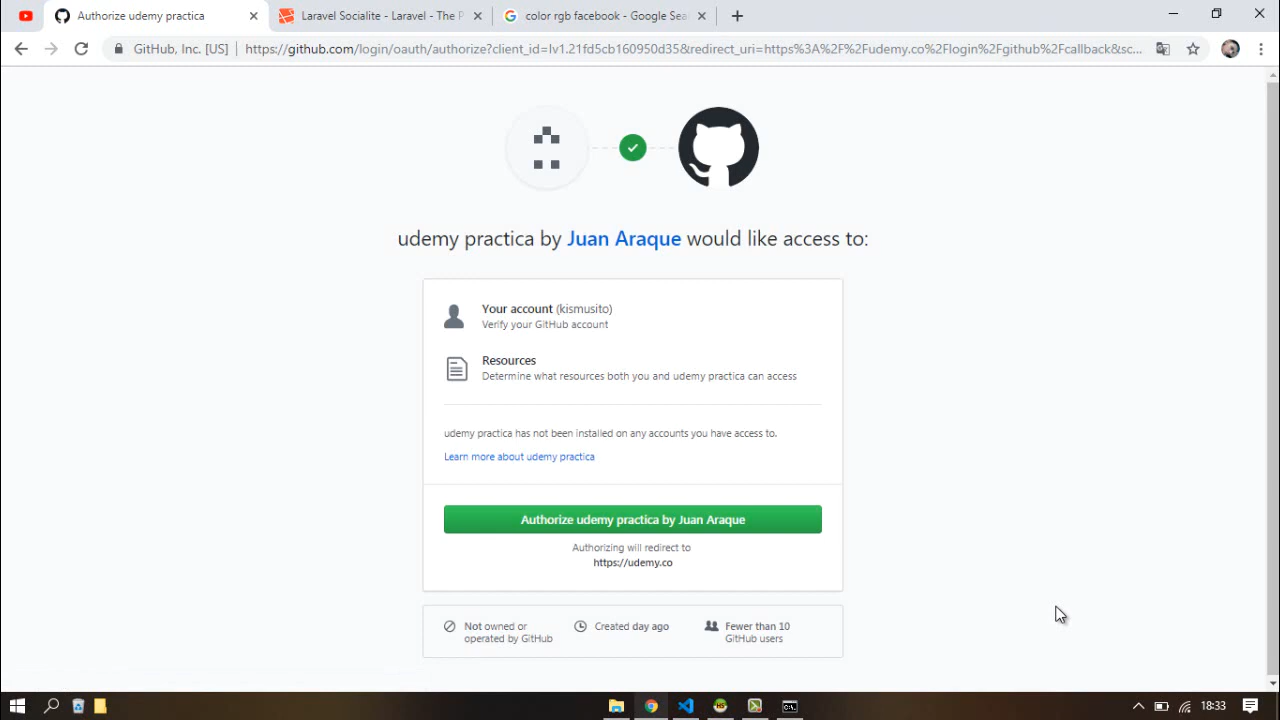 Authorize udemy practica
Laravel Socialite - Laravel - The P
color rgb facebook - Google Sea
GitHub, Inc. [US] | https://github.com/login/oauth/authorize?client_id=Iv1.21fd5cb160950d35&redirect_uri=https%3A%2F%2Fudemy.co%2Flogin%2Fgithub%2Fcallback&sc...
udemy practica by Juan Araque would like access to:
Your account (kismusito)
Verify your GitHub account
Resources
Determine what resources both you and udemy practica can access
udemy practica has not been installed on any accounts you have access to.
Learn more about udemy practica
Authorize udemy practica by Juan Araque
Authorizing will redirect to
https://udemy.co
Not owned or
operated by GitHub
Created day ago
Fewer than 10
GitHub users
18:33